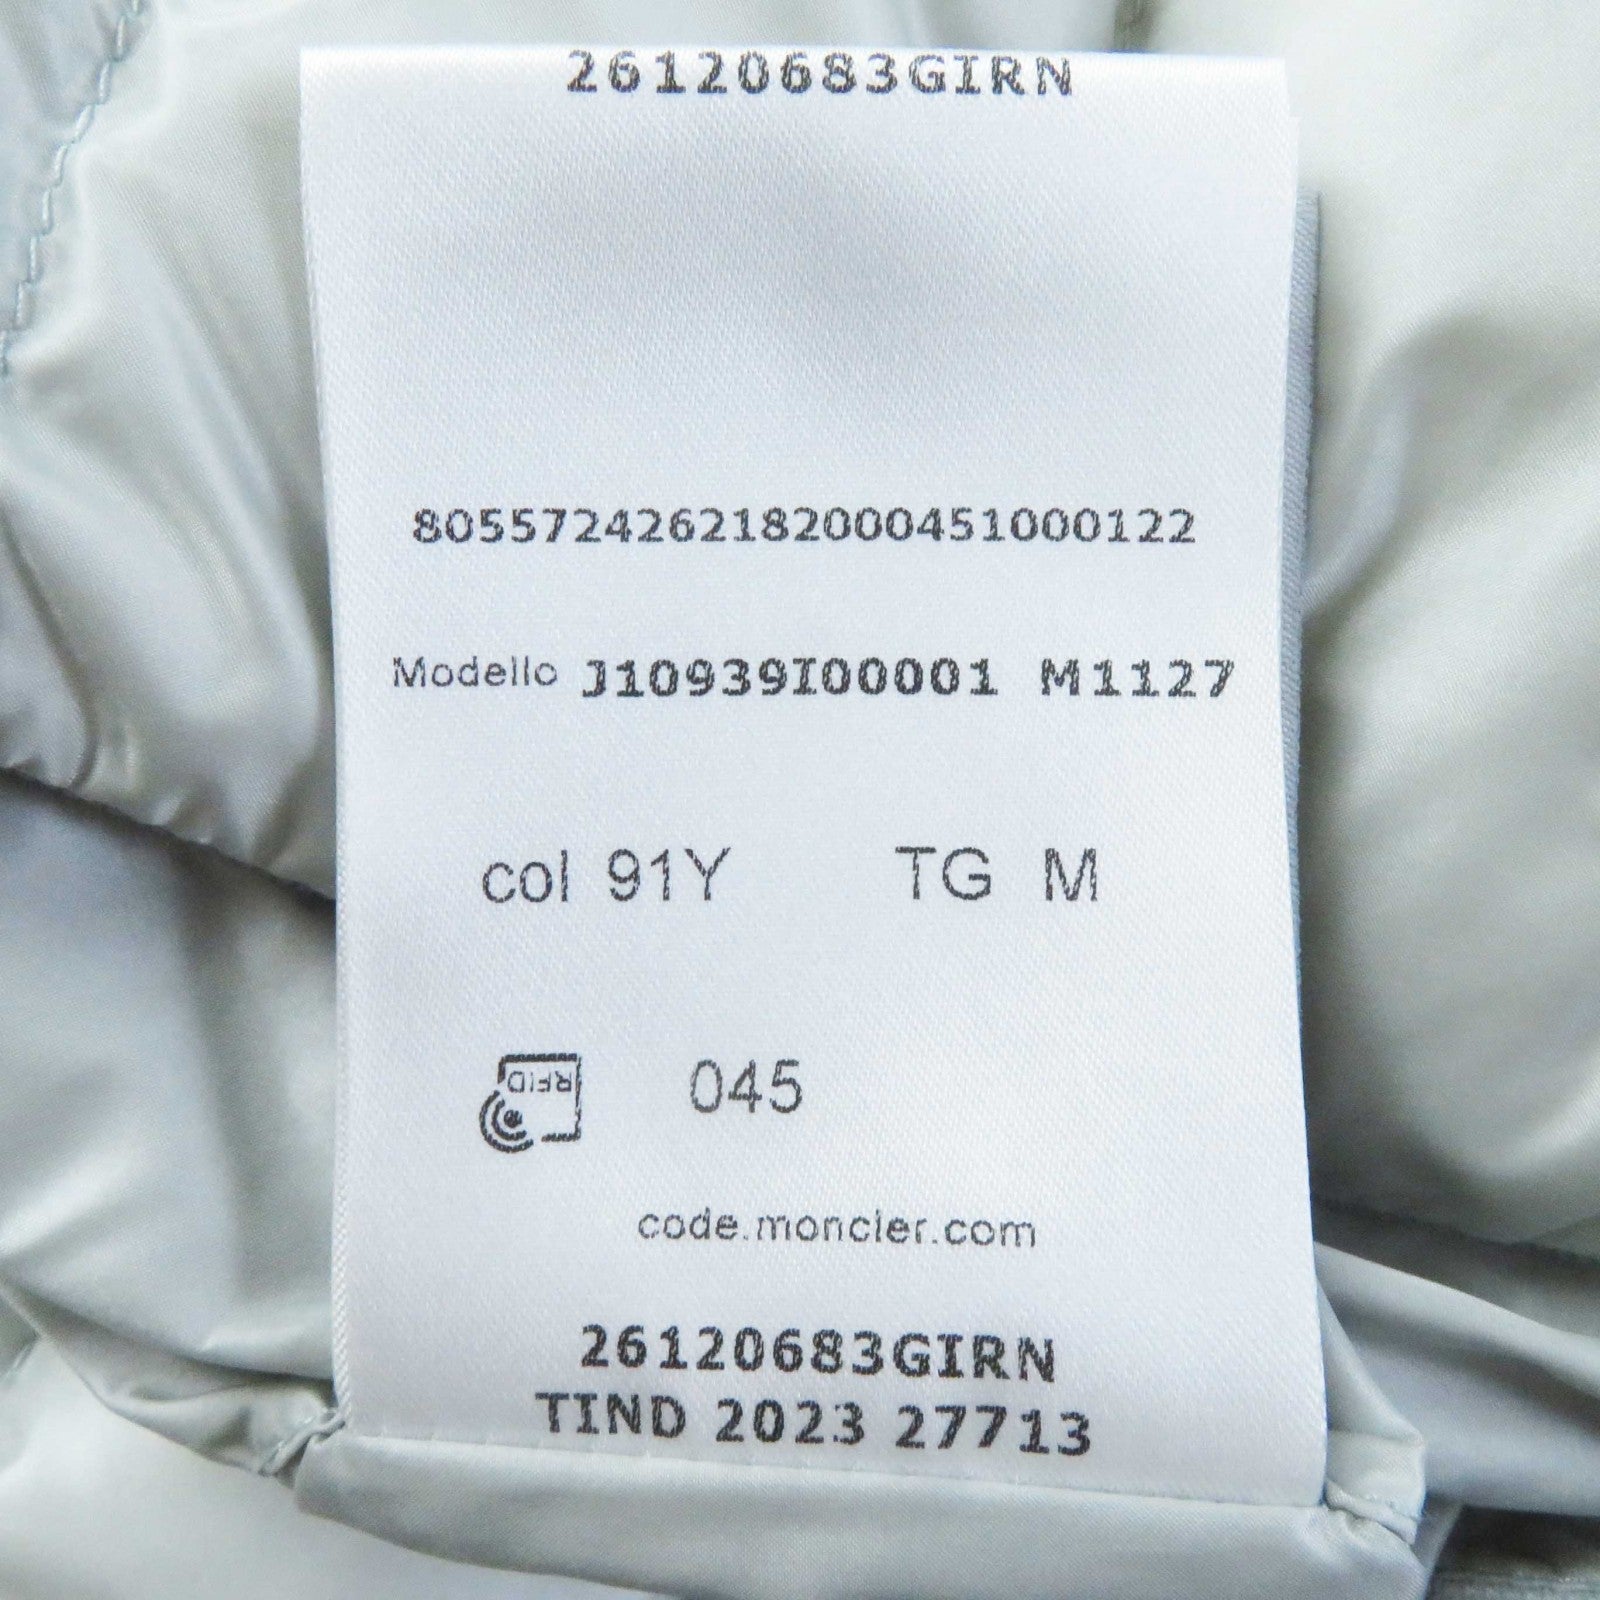 26120683GIRN
8055724262182000451000122
Modello J10939I00001 M1127
col 91Y TG M
RFID 045
code.moncler.com
26120683GIRN
TIND 2023 27713